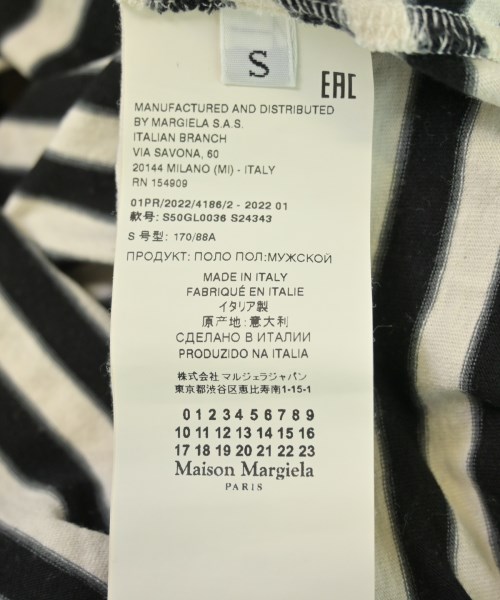 S
EAC
MANUFACTURED AND DISTRIBUTED
BY MARGIELA S.A.S.
ITALIAN BRANCH
VIA SAVONA, 60
20144 MILANO (MI) - ITALY
RN 154909
01PR/2022/4186/2 - 2022 01
款号: S50GL0036 S24343
S 号型: 170/88A
ПРОДУКТ: ПОЛО ПОЛ:МУЖСКОЙ
MADE IN ITALY
FABRIQUÉ EN ITALIE
イタリア製
原产地: 意大利
СДЕЛАНО В ИТАЛИИ
PRODUZIDO NA ITALIA
株式会社 マルジェラジャパン
東京都渋谷区恵比寿南1-15-1
0 1 2 3 4 5 6 7 8 9
10 11 12 13 14 15 16
17 18 19 20 21 22 23
Maison Margiela
PARIS